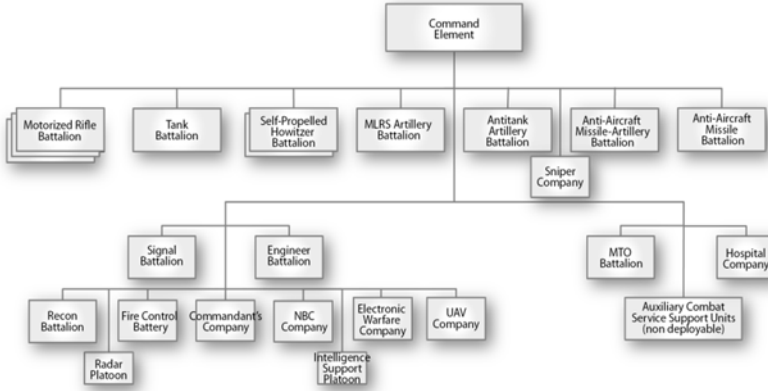 Command
Element
Motorized Rifle
Battalion
Tank
Battalion
Self-Propelled
Howitzer
Battalion
MLRS Artillery
Battalion
Antitank
Artillery
Battalion
Anti-Aircraft
Missile-Artillery
Battalion
Anti-Aircraft
Missile
Battalion
Sniper
Company
Signal
Battalion
Engineer
Battalion
MTO
Battalion
Hospital
Company
Recon
Battalion
Fire Control
Battery
Commandant's
Company
NBC
Company
Electronic
Warfare
Company
UAV
Company
Auxiliary Combat
Service Support Units
(non deployable)
Radar
Platoon
Intelligence
Support
Platoon